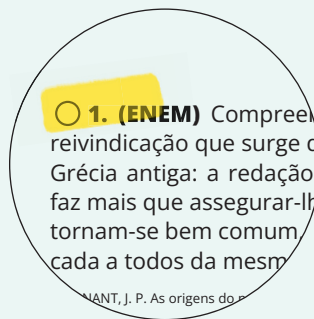 1. (ENEM) Compreen
reivindicação que surge d
Grécia antiga: a redação
faz mais que assegurar-lh
tornam-se bem comum,
cada a todos da mesm
NANT, J. P. As origens do p